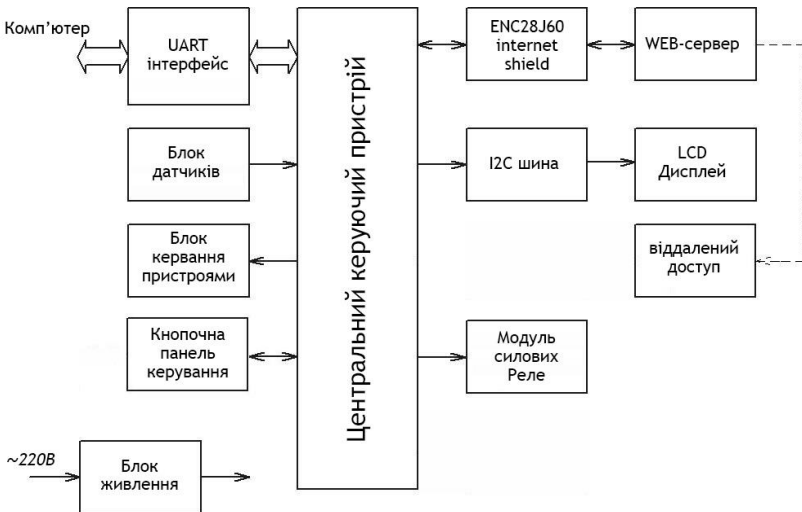 Комп'ютер
UART
інтерфейс
Блок
датчиків
Блок
кервання
пристроями
Кнопочна
панель
керування
~220В
Блок
живлення
Центральний керуючий пристрій
ENC28J60
internet
shield
WEB-сервер
I2C шина
LCD
Дисплей
віддалений
доступ
Модуль
силових
Реле